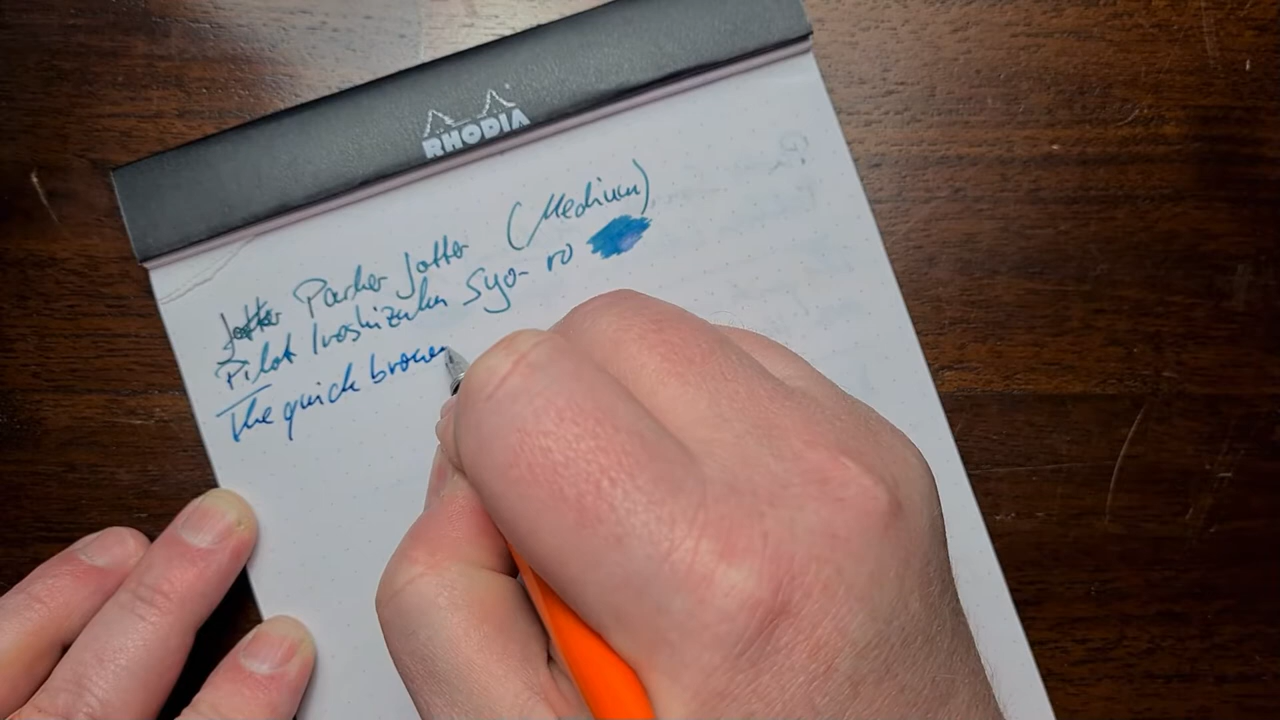 RHODIA
Jotter Parker Jotter (Medium)
Pilot Iroshizuku Syo-ro
The quick brown